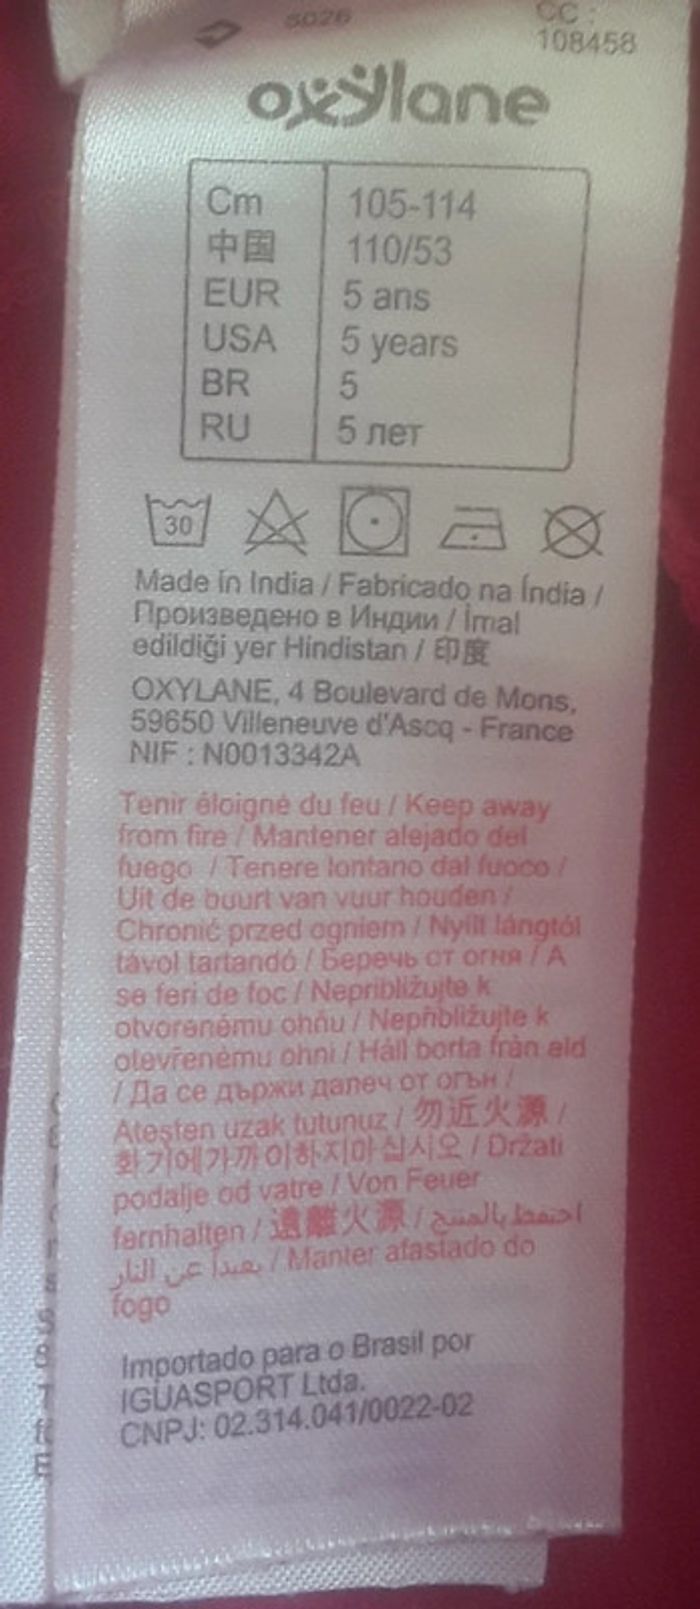 5026 CC :
108458
oxylane
Cm 105-114
中国 110/53
EUR 5 ans
USA 5 years
BR 5
RU 5 лет
30
Made in India / Fabricado na Índia /
Произведено в Индии / İmal
edildiği yer Hindistan / 印度
OXYLANE, 4 Boulevard de Mons,
59650 Villeneuve d'Ascq - France
NIF : N0013342A
Tenir éloigné du feu / Keep away
from fire / Mantener alejado del
fuego / Tenere lontano dal fuoco /
Uit de buurt van vuur houden /
Chronić przed ogniem / Nyílt lángtól
távol tartandó / Беречь от огня / A
se feri de foc / Nepribližujte k
otvorenému ohňu / Nepřibližujte k
otevřenému ohni / Håll borta från eld
/ Да се държи далеч от огън /
Ateşten uzak tutunuz / 勿近火源 /
화기에가까이하지마십시오 / Držati
podalje od vatre / Von Feuer
fernhalten / 遠離火源 / احتفظ بالمنتج
بعيداً عن النار / Manter afastado do
fogo
Importado para o Brasil por
IGUASPORT Ltda.
CNPJ: 02.314.041/0022-02